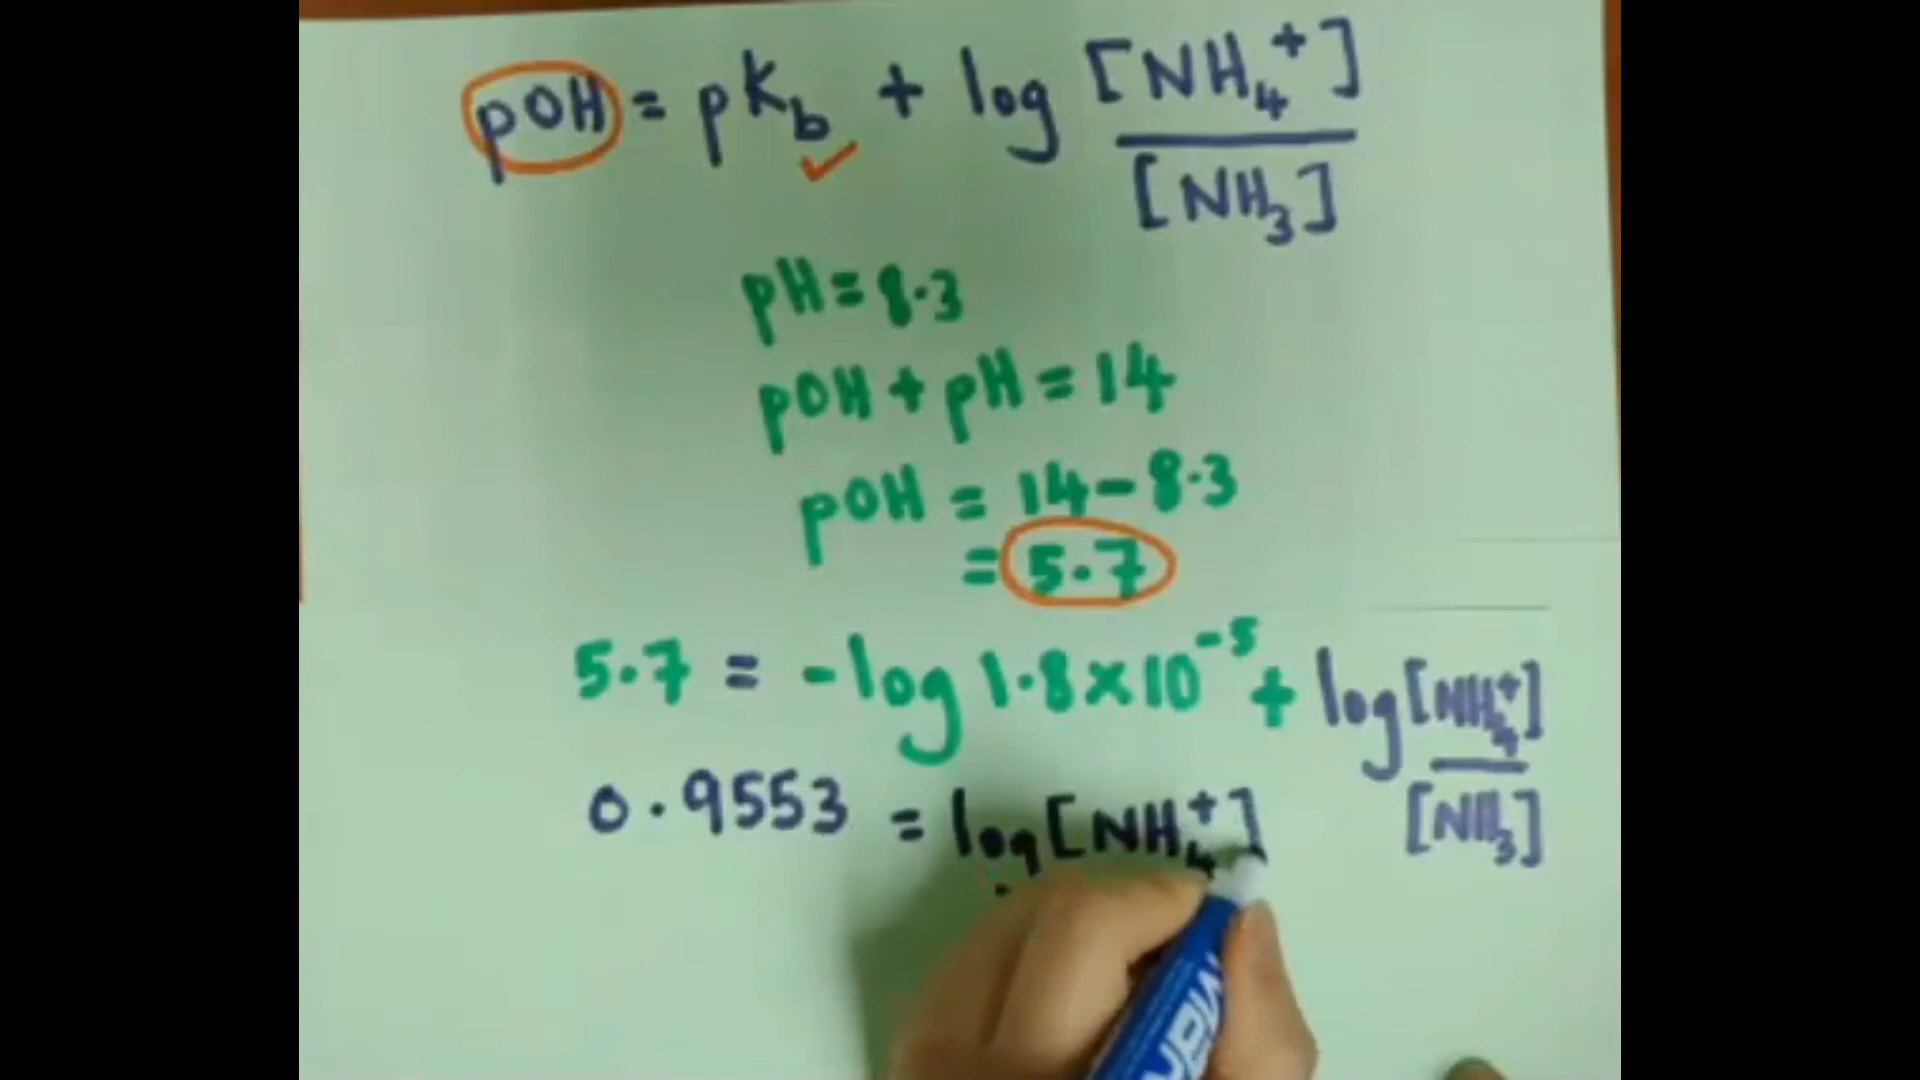 pOH = pKb + log [NH4+]
[NH3]
pH = 8.3
pOH + pH = 14
pOH = 14 - 8.3
= 5.7
5.7 = -log 1.8 × 10^-5 + log [NH4+]
[NH3]
0.9553 = log [NH4+]